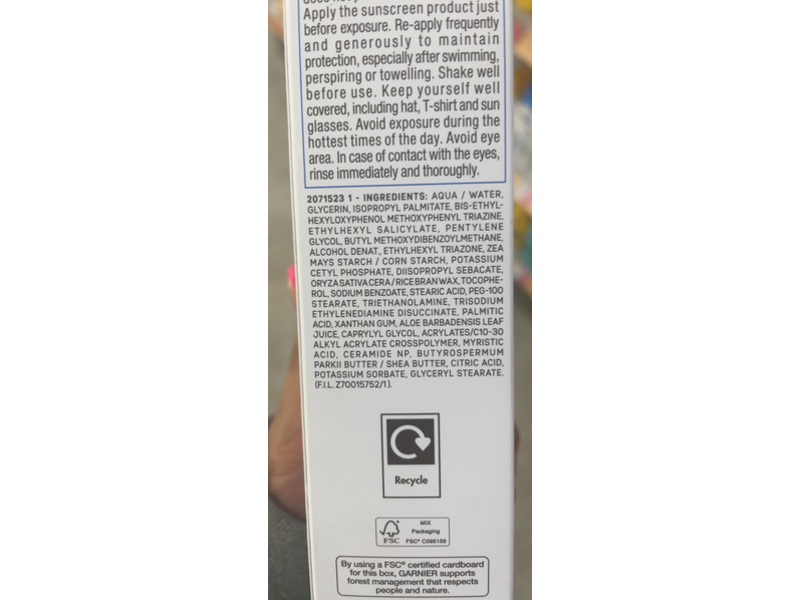 Apply the sunscreen product just
before exposure. Re-apply frequently
and generously to maintain
protection, especially after swimming,
perspiring or towelling. Shake well
before use. Keep yourself well
covered, including hat, T-shirt and sun
glasses. Avoid exposure during the
hottest times of the day. Avoid eye
area. In case of contact with the eyes,
rinse immediately and thoroughly.
2071523 1 - INGREDIENTS: AQUA / WATER,
GLYCERIN, ISOPROPYL PALMITATE, BIS-ETHYL-
HEXYLOXYPHENOL METHOXYPHENYL TRIAZINE,
ETHYLHEXYL SALICYLATE, PENTYLENE
GLYCOL, BUTYL METHOXYDIBENZOYLMETHANE,
ALCOHOL DENAT., ETHYLHEXYL TRIAZONE, ZEA
MAYS STARCH / CORN STARCH, POTASSIUM
CETYL PHOSPHATE, DIISOPROPYL SEBACATE,
ORYZA SATIVA CERA / RICE BRAN WAX, TOCOPHE-
ROL, SODIUM BENZOATE, STEARIC ACID, PEG-100
STEARATE, TRIETHANOLAMINE, TRISODIUM
ETHYLENEDIAMINE DISUCCINATE, PALMITIC
ACID, XANTHAN GUM, ALOE BARBADENSIS LEAF
JUICE, CAPRYLYL GLYCOL, ACRYLATES/C10-30
ALKYL ACRYLATE CROSSPOLYMER, MYRISTIC
ACID, CERAMIDE NP, BUTYROSPERMUM
PARKII BUTTER / SHEA BUTTER, CITRIC ACID,
POTASSIUM SORBATE, GLYCERYL STEARATE.
(F.I.L. Z70015752/1).
Recycle
MIX
Packaging
FSC FSC® C095159
By using a FSC® certified cardboard
for this box, GARNIER supports
forest management that respects
people and nature.